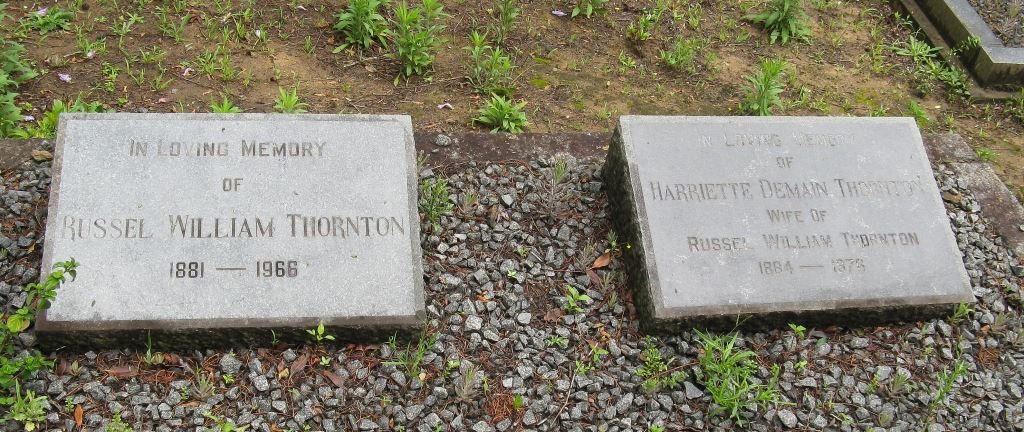 IN LOVING MEMORY
OF
RUSSEL WILLIAM THORNTON
1881 — 1966
IN LOVING MEMORY
OF
HARRIETTE DEMAIN THORNTON
WIFE OF
RUSSEL WILLIAM THORNTON
1884 —